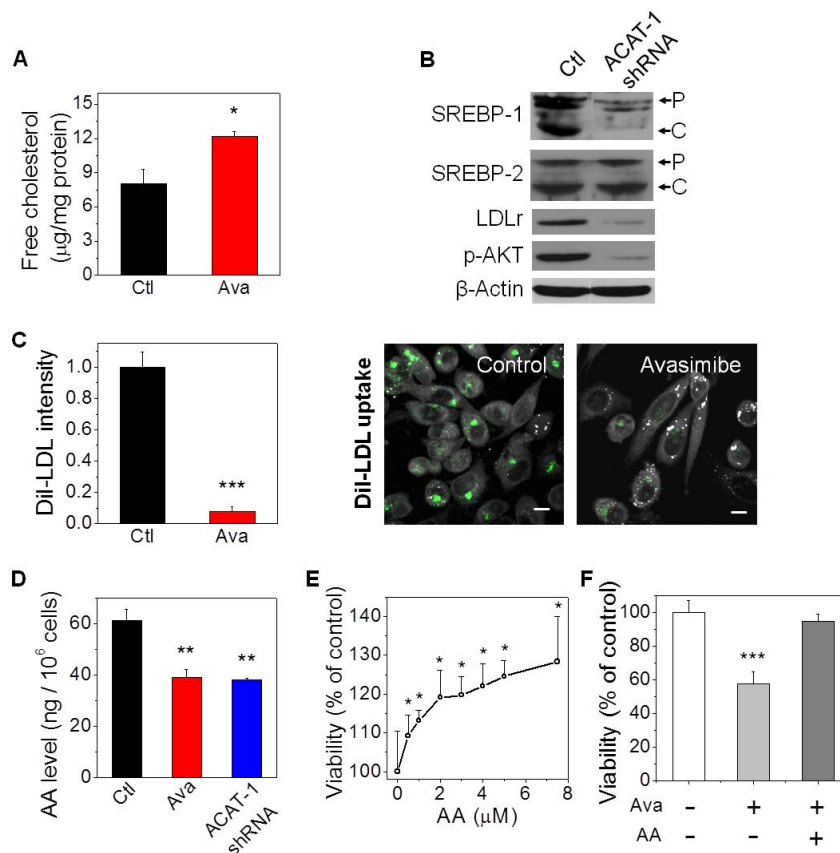 A
Free cholesterol
(μg/mg protein)
15
12
9
6
3
0
*
Ctl
Ava
B
Ctl
ACAT-1
shRNA
SREBP-1
P
C
SREBP-2
P
C
LDLr
p-AKT
β-Actin
C
DiI-LDL intensity
1.0
0.8
0.6
0.4
0.2
0.0
***
Ctl
Ava
DiI-LDL uptake
Control
Avasimibe
D
AA level (ng / 10⁶ cells)
60
40
20
0
**
**
Ctl
Ava
ACAT-1
shRNA
E
Viability (% of control)
140
130
120
110
100
* * * * * * *
0 2 4 6 8
AA (μM)
F
Viability (% of control)
100
80
60
40
20
0
***
Ava - + +
AA - - +